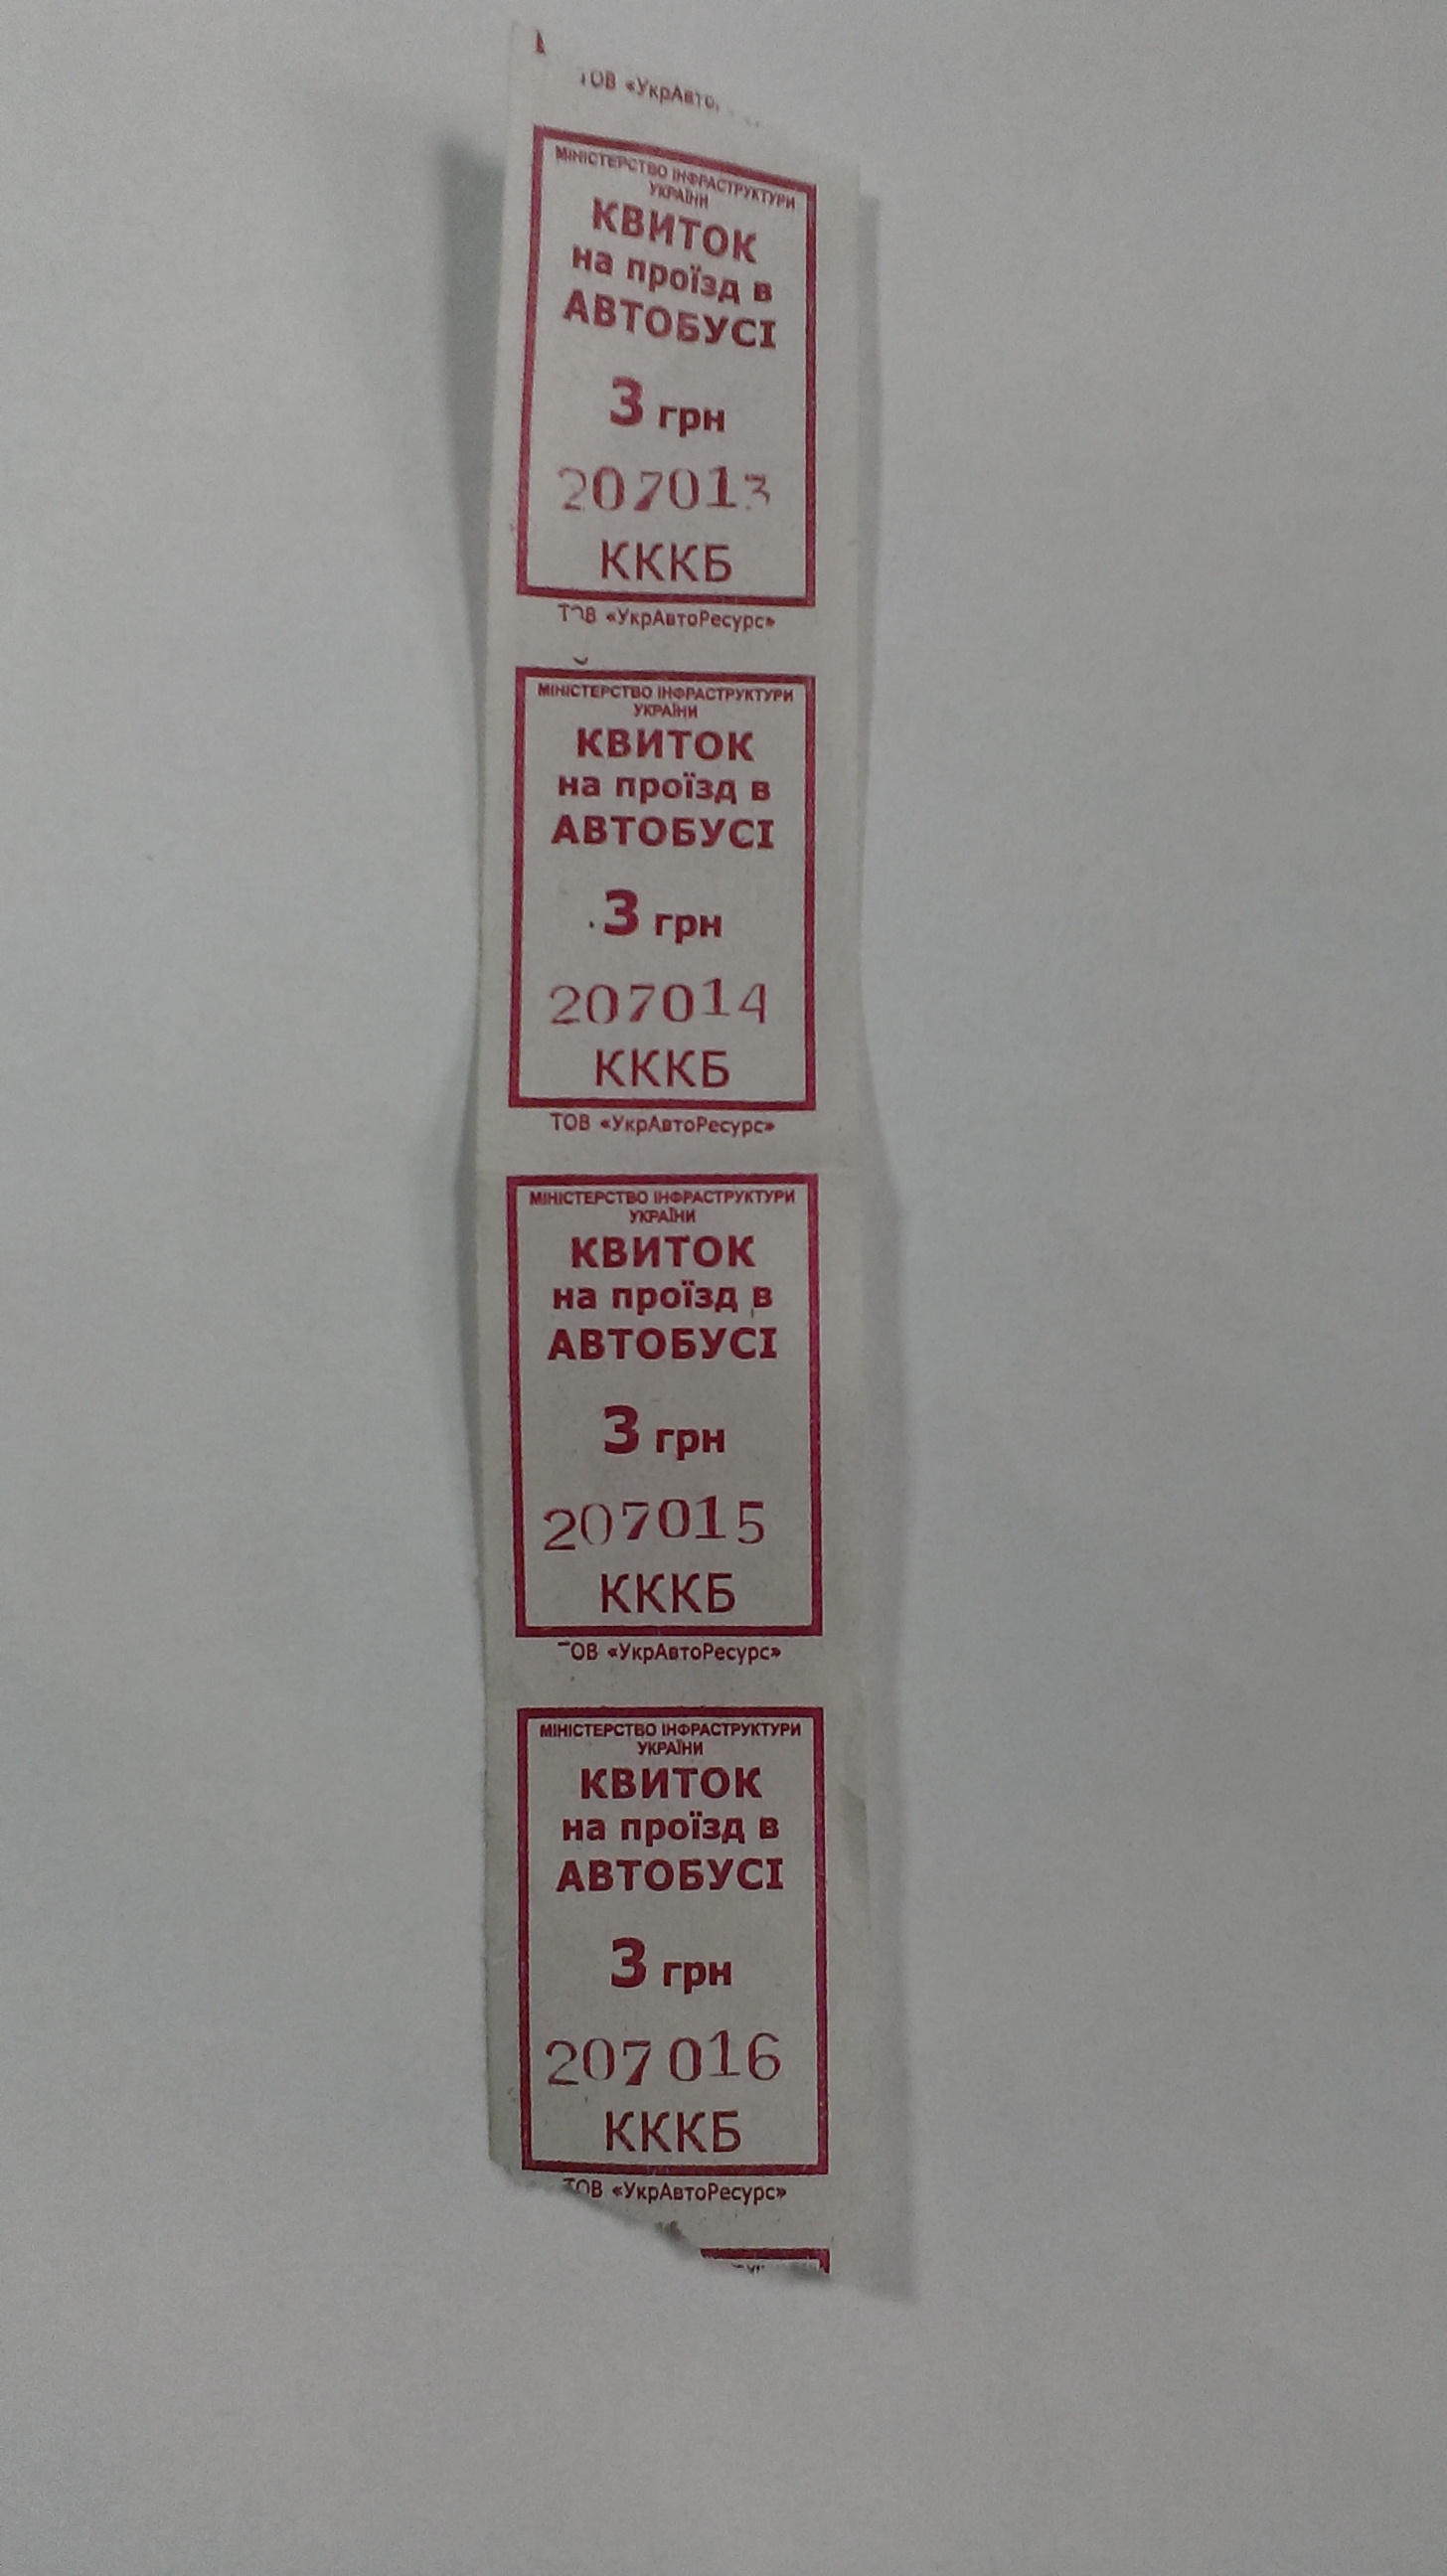 ТОВ «УкрАвто
МІНІСТЕРСТВО ІНФРАСТРУКТУРИ
УКРАЇНИ
КВИТОК
на проїзд в
АВТОБУСІ
3 грн
207013
КККБ
ТОВ «УкрАвтоРесурс»
МІНІСТЕРСТВО ІНФРАСТРУКТУРИ
УКРАЇНИ
КВИТОК
на проїзд в
АВТОБУСІ
3 грн
207014
КККБ
ТОВ «УкрАвтоРесурс»
МІНІСТЕРСТВО ІНФРАСТРУКТУРИ
УКРАЇНИ
КВИТОК
на проїзд в
АВТОБУСІ
3 грн
207015
КККБ
ТОВ «УкрАвтоРесурс»
МІНІСТЕРСТВО ІНФРАСТРУКТУРИ
УКРАЇНИ
КВИТОК
на проїзд в
АВТОБУСІ
3 грн
207016
КККБ
ТОВ «УкрАвтоРесурс»